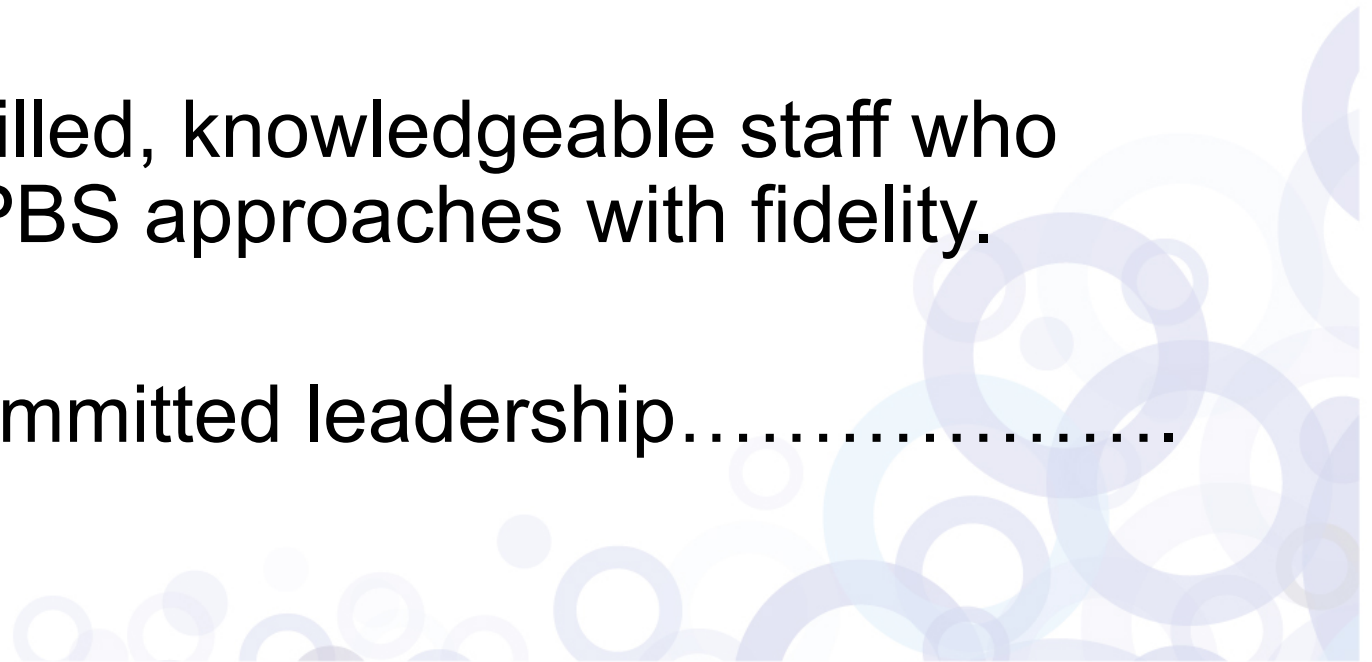 illed, knowledgeable staff who
PBS approaches with fidelity.
mmitted leadership………………….